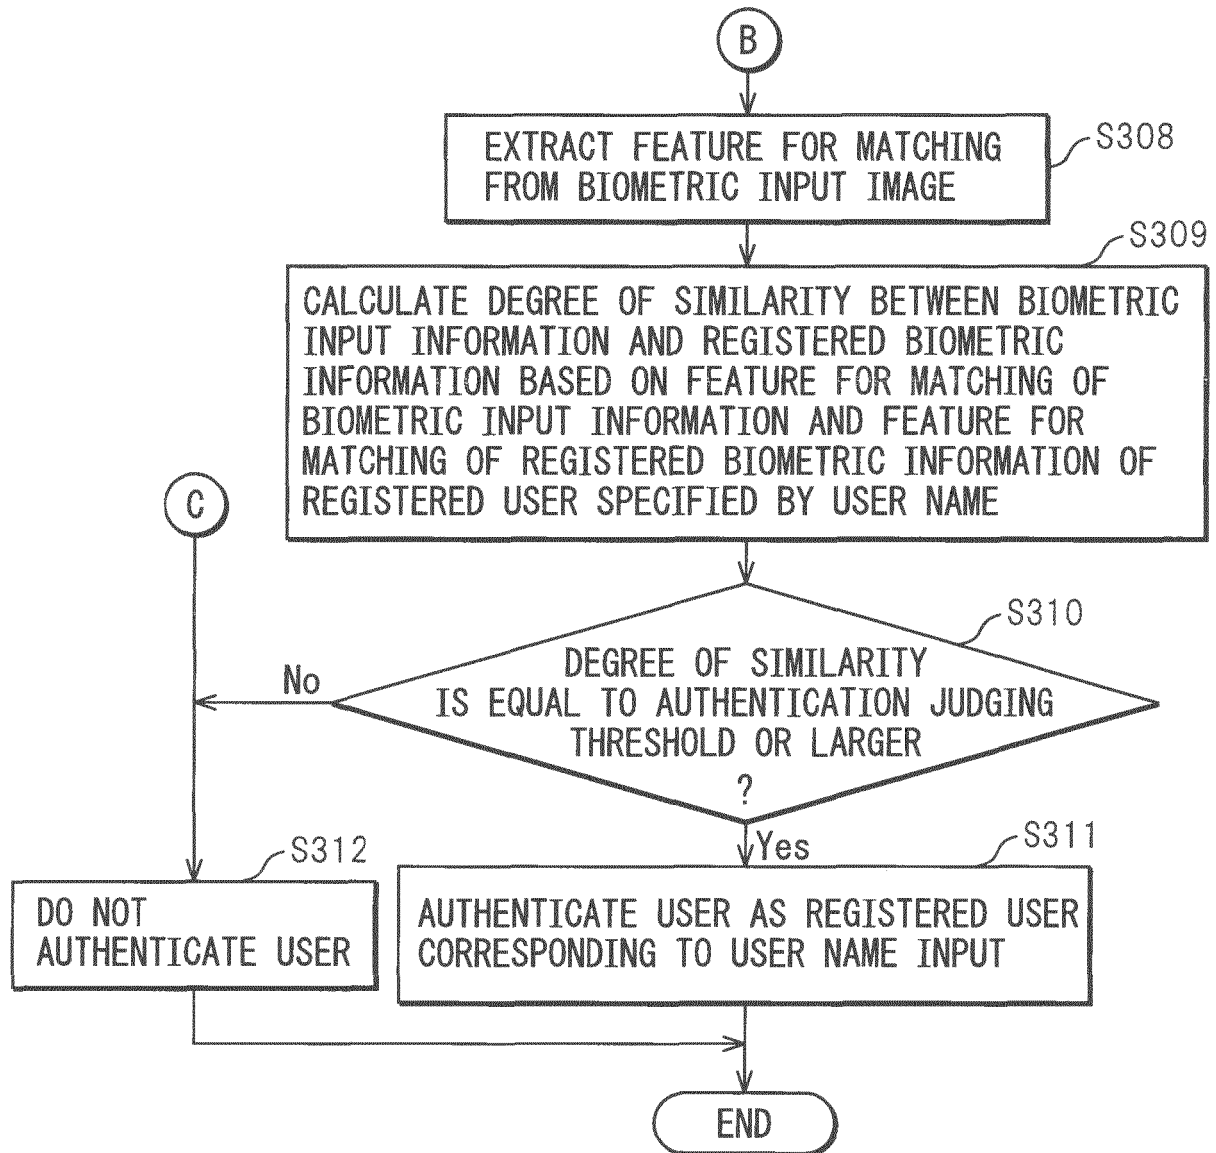 B
EXTRACT FEATURE FOR MATCHING
FROM BIOMETRIC INPUT IMAGE
S308
S309
CALCULATE DEGREE OF SIMILARITY BETWEEN BIOMETRIC
INPUT INFORMATION AND REGISTERED BIOMETRIC
INFORMATION BASED ON FEATURE FOR MATCHING OF
BIOMETRIC INPUT INFORMATION AND FEATURE FOR
MATCHING OF REGISTERED BIOMETRIC INFORMATION OF
REGISTERED USER SPECIFIED BY USER NAME
C
S310
DEGREE OF SIMILARITY
IS EQUAL TO AUTHENTICATION JUDGING
THRESHOLD OR LARGER
?
No
Yes
S312
DO NOT
AUTHENTICATE USER
S311
AUTHENTICATE USER AS REGISTERED USER
CORRESPONDING TO USER NAME INPUT
END